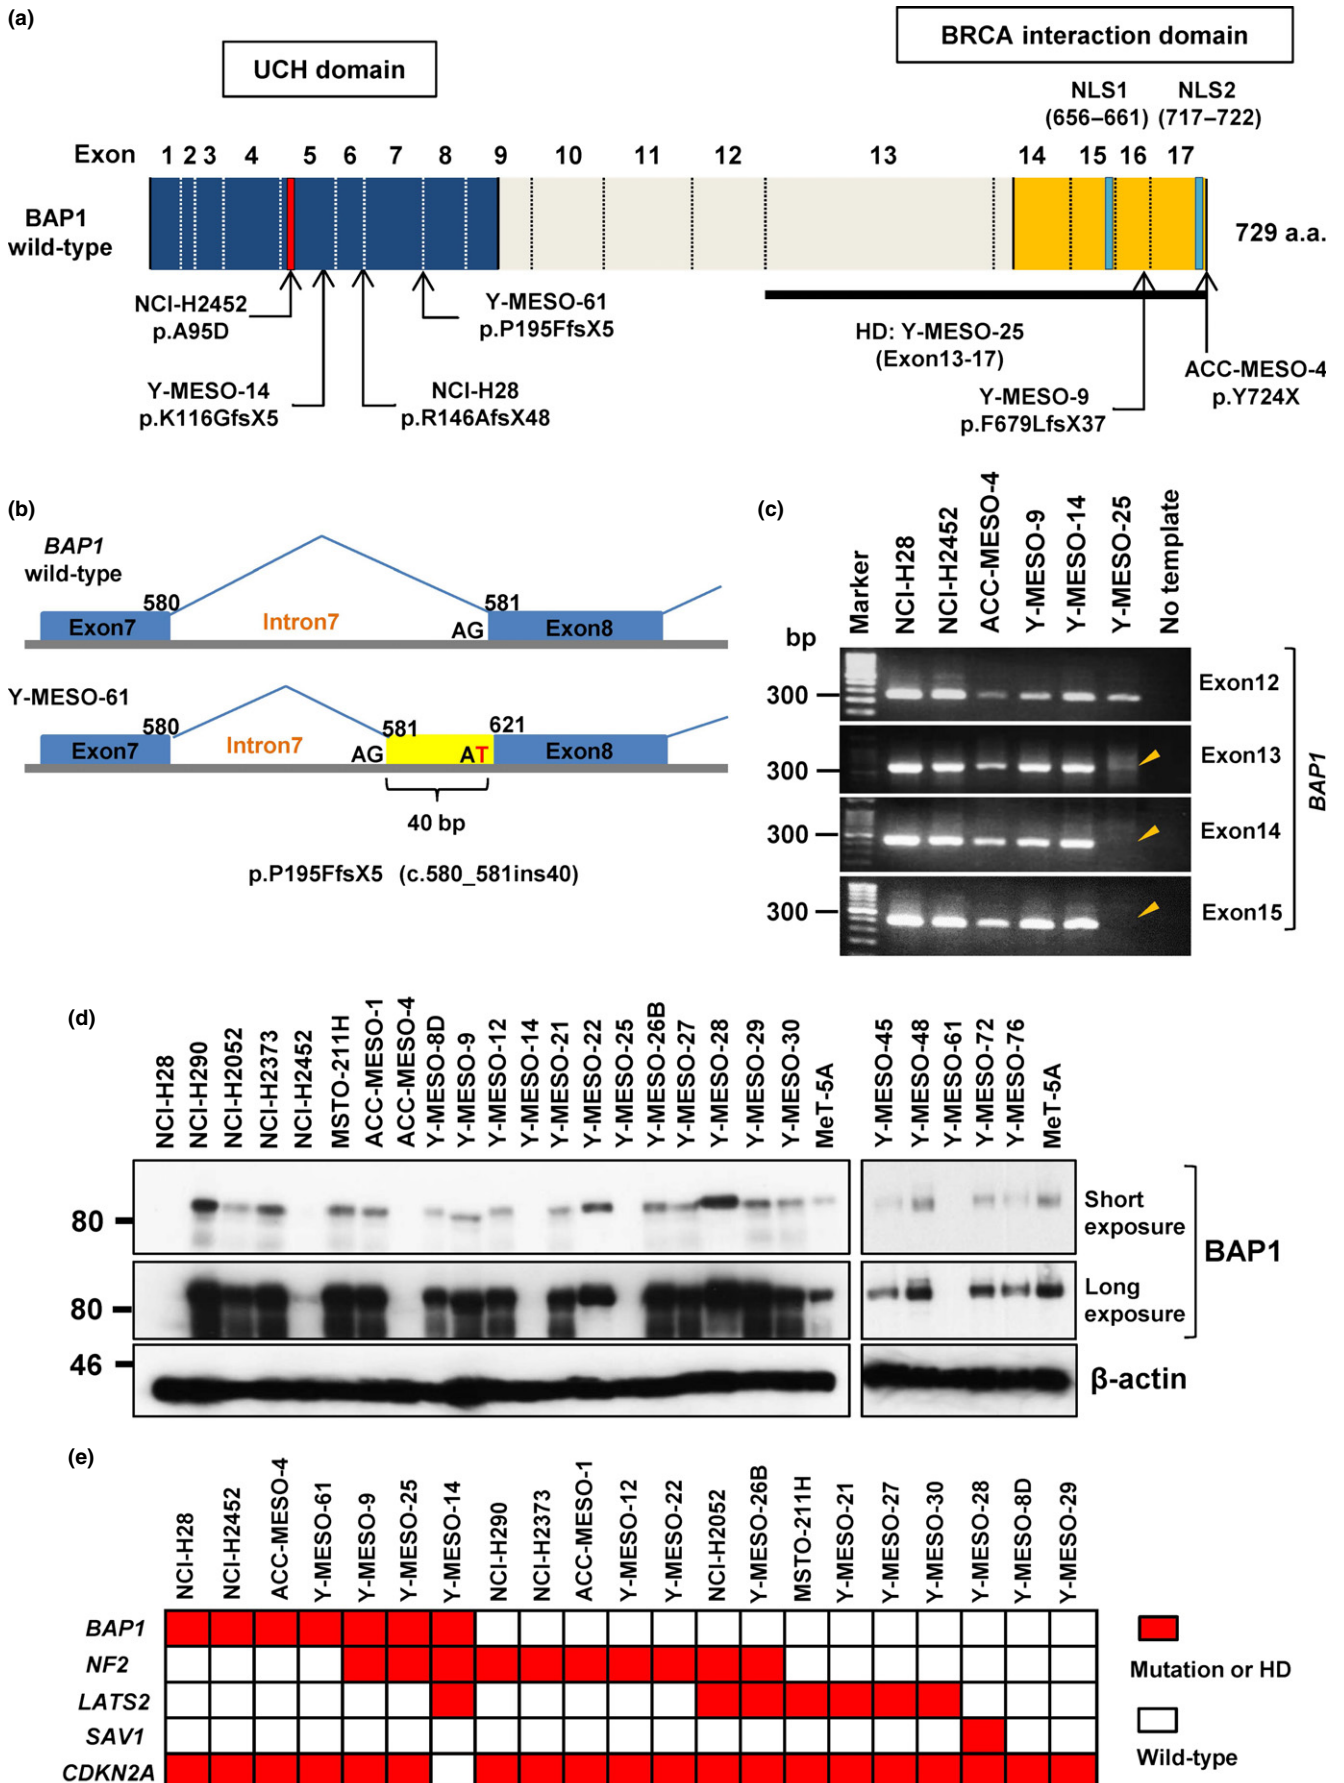 (a)
UCH domain
BRCA interaction domain
NLS1
(656–661)
NLS2
(717–722)
Exon 1 2 3 4 5 6 7 8 9 10 11 12 13 14 15 16 17
BAP1
wild-type
729 a.a.
NCI-H2452
p.A95D
Y-MESO-61
p.P195FfsX5
HD: Y-MESO-25
(Exon13-17)
ACC-MESO-4
p.Y724X
Y-MESO-14
p.K116GfsX5
NCI-H28
p.R146AfsX48
Y-MESO-9
p.F679LfsX37
(b)
BAP1
wild-type
580
581
Exon7
Intron7
AG
Exon8
Y-MESO-61
580
581
621
Exon7
Intron7
AG
AT
Exon8
40 bp
p.P195FfsX5 (c.580_581ins40)
(c)
Marker
NCI-H28
NCI-H2452
ACC-MESO-4
Y-MESO-9
Y-MESO-14
Y-MESO-25
No template
bp
300
Exon12
300
Exon13
300
Exon14
300
Exon15
BAP1
(d)
NCI-H28
NCI-H290
NCI-H2052
NCI-H2373
NCI-H2452
MSTO-211H
ACC-MESO-1
ACC-MESO-4
Y-MESO-8D
Y-MESO-9
Y-MESO-12
Y-MESO-14
Y-MESO-21
Y-MESO-22
Y-MESO-25
Y-MESO-26B
Y-MESO-27
Y-MESO-28
Y-MESO-29
Y-MESO-30
MeT-5A
Y-MESO-45
Y-MESO-48
Y-MESO-61
Y-MESO-72
Y-MESO-76
MeT-5A
80
Short
exposure
80
Long
exposure
BAP1
46
β-actin
(e)
NCI-H28
NCI-H2452
ACC-MESO-4
Y-MESO-61
Y-MESO-9
Y-MESO-25
Y-MESO-14
NCI-H290
NCI-H2373
ACC-MESO-1
Y-MESO-12
Y-MESO-22
NCI-H2052
Y-MESO-26B
MSTO-211H
Y-MESO-21
Y-MESO-27
Y-MESO-30
Y-MESO-28
Y-MESO-8D
Y-MESO-29
BAP1
NF2
LATS2
SAV1
CDKN2A
Mutation or HD
Wild-type